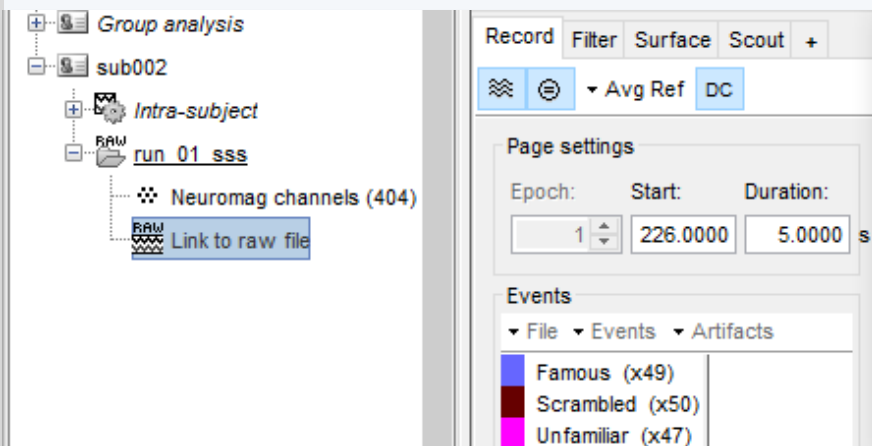 Group analysis
sub002
Intra-subject
RAW
run_01_sss
Neuromag channels (404)
RAW
Link to raw file
Record Filter Surface Scout +
Avg Ref DC
Page settings
Epoch: Start: Duration:
1 226.0000 5.0000 s
Events
File Events Artifacts
Famous (x49)
Scrambled (x50)
Unfamiliar (x47)